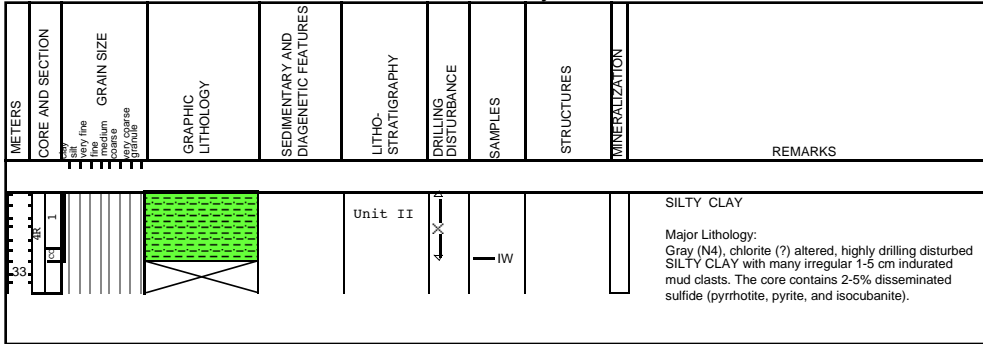 METERS
CORE AND SECTION
GRAIN SIZE
clay
silt
very fine
fine
medium
coarse
very coarse
granule
GRAPHIC
LITHOLOGY
SEDIMENTARY AND
DIAGENETIC FEATURES
LITHO-
STRATIGRAPHY
DRILLING
DISTURBANCE
SAMPLES
STRUCTURES
MINERALIZATION
REMARKS
33
4R
1
CC
Unit II
IW
SILTY CLAY
Major Lithology:
Gray (N4), chlorite (?) altered, highly drilling disturbed
SILTY CLAY with many irregular 1-5 cm indurated
mud clasts. The core contains 2-5% disseminated
sulfide (pyrrhotite, pyrite, and isocubanite).